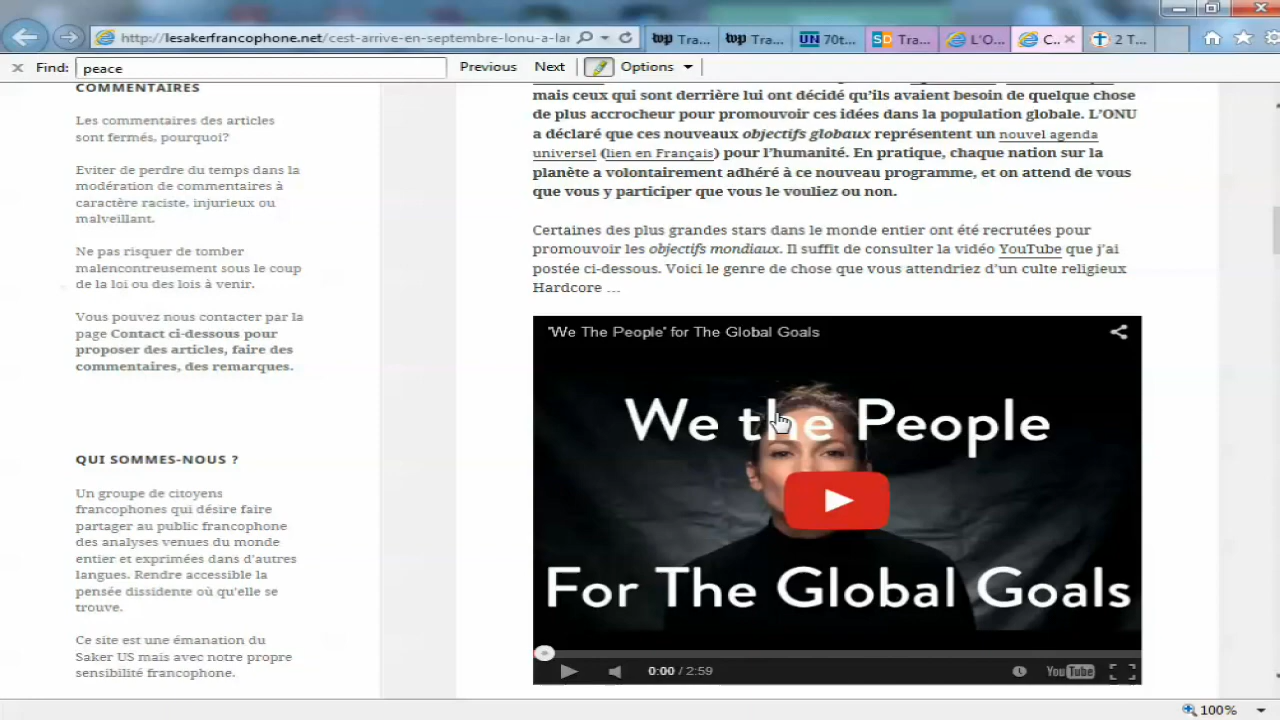 http://lesakerfrancophone.net/cest-arrive-en-septembre-lonu-a-lar
wp Tra...
wp Tra...
UN 70t...
SD Tra...
L'O...
C...
2 T...
Find: peace
Previous
Next
Options
COMMENTAIRES
Les commentaires des articles
sont fermés, pourquoi?
Eviter de perdre du temps dans la
modération de commentaires à
caractère raciste, injurieux ou
malveillant.
Ne pas risquer de tomber
malencontreusement sous le coup
de la loi ou des lois à venir.
Vous pouvez nous contacter par la
page Contact ci-dessous pour
proposer des articles, faire des
commentaires, des remarques.
QUI SOMMES-NOUS ?
Un groupe de citoyens
francophones qui désire faire
partager au public francophone
des analyses venues du monde
entier et exprimées dans d'autres
langues. Rendre accessible la
pensée dissidente où qu'elle se
trouve.
Ce site est une émanation du
Saker US mais avec notre propre
sensibilité francophone.
mais ceux qui sont derrière lui ont décidé qu'ils avaient besoin de quelque chose
de plus accrocheur pour promouvoir ces idées dans la population globale. L'ONU
a déclaré que ces nouveaux objectifs globaux représentent un nouvel agenda
universel (lien en Français) pour l'humanité. En pratique, chaque nation sur la
planète a volontairement adhéré à ce nouveau programme, et on attend de vous
que vous y participer que vous le vouliez ou non.
Certaines des plus grandes stars dans le monde entier ont été recrutées pour
promouvoir les objectifs mondiaux. Il suffit de consulter la vidéo YouTube que j'ai
postée ci-dessous. Voici le genre de chose que vous attendriez d'un culte religieux
Hardcore ...
'We The People' for The Global Goals
We the People
For The Global Goals
0:00 / 2:59
YouTube
100%